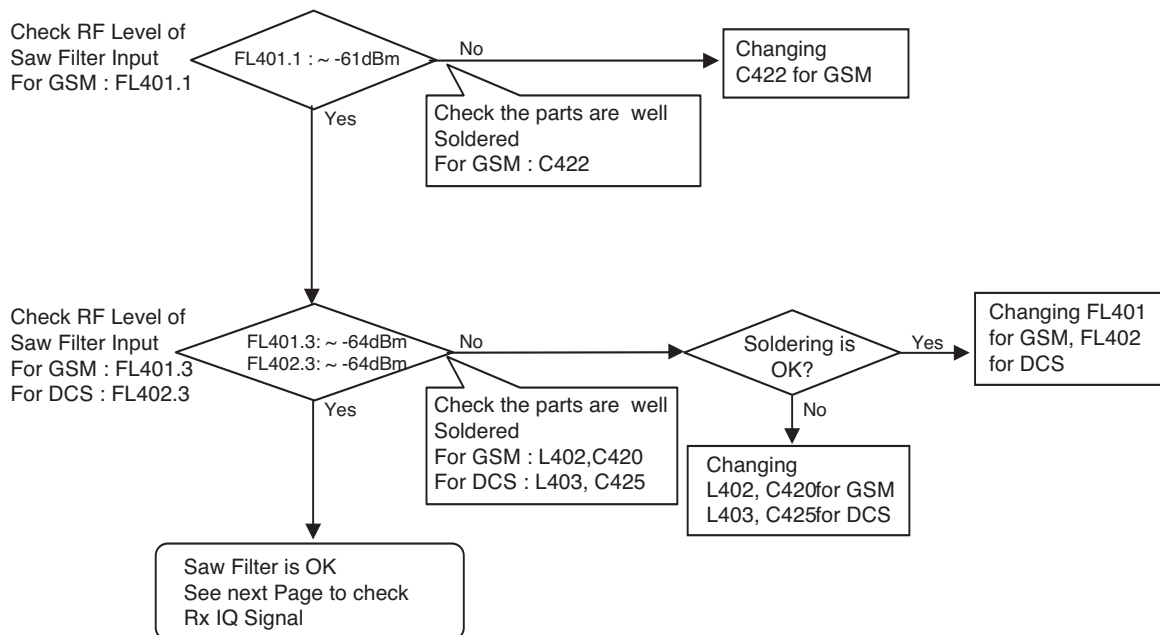 Check RF Level of
Saw Filter Input
For GSM : FL401.1
FL401.1 : ~ -61dBm
No
Changing
C422 for GSM
Yes
Check the parts are well
Soldered
For GSM : C422
Check RF Level of
Saw Filter Input
For GSM : FL401.3
For DCS : FL402.3
FL401.3: ~ -64dBm
FL402.3: ~ -64dBm
No
Soldering is
OK?
Yes
Changing FL401
for GSM, FL402
for DCS
Yes
Check the parts are well
Soldered
For GSM : L402,C420
For DCS : L403, C425
No
Changing
L402, C420for GSM
L403, C425for DCS
Saw Filter is OK
See next Page to check
Rx IQ Signal